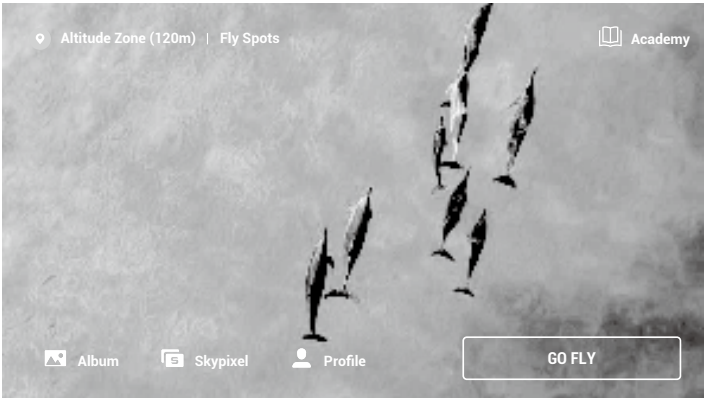 Altitude Zone (120m) | Fly Spots
Academy
Album
Skypixel
Profile
GO FLY